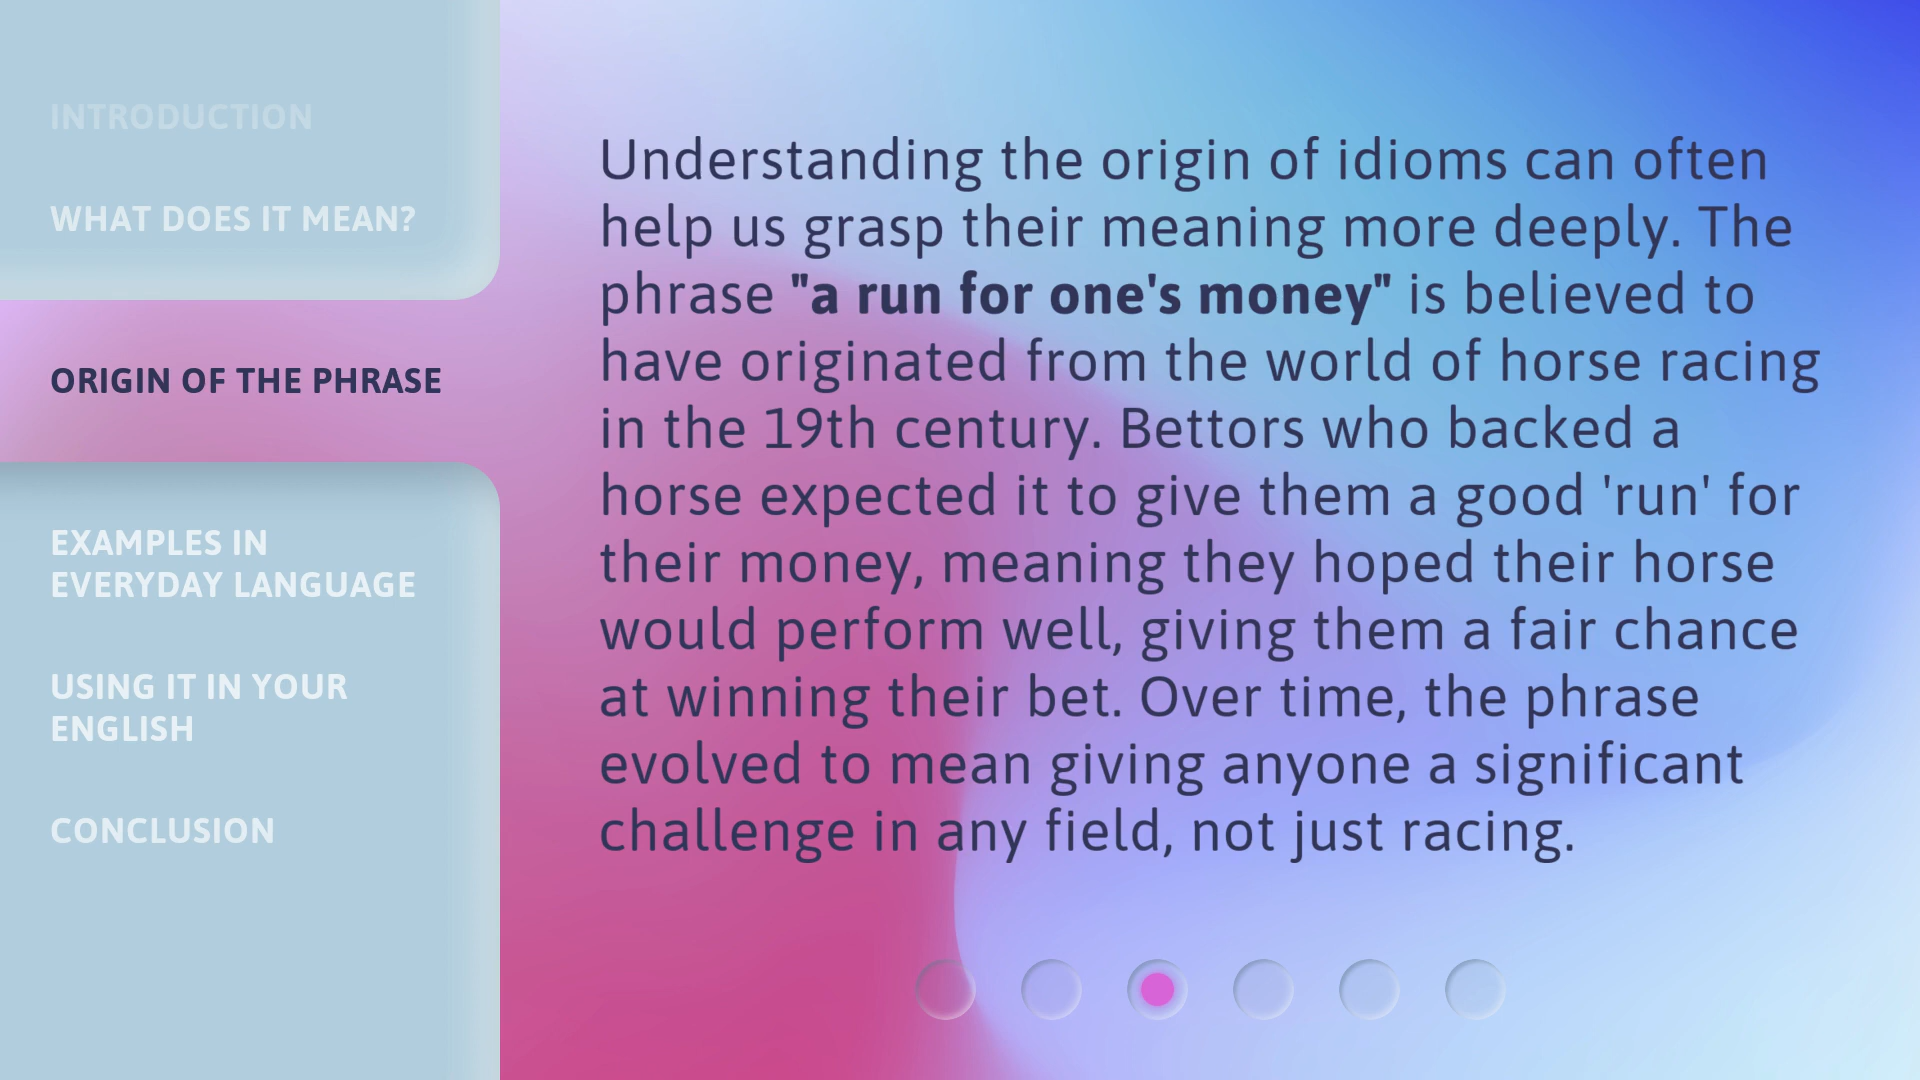 INTRODUCTION
WHAT DOES IT MEAN?
ORIGIN OF THE PHRASE
EXAMPLES IN
EVERYDAY LANGUAGE
USING IT IN YOUR
ENGLISH
CONCLUSION
Understanding the origin of idioms can often
help us grasp their meaning more deeply. The
phrase "a run for one's money" is believed to
have originated from the world of horse racing
in the 19th century. Bettors who backed a
horse expected it to give them a good 'run' for
their money, meaning they hoped their horse
would perform well, giving them a fair chance
at winning their bet. Over time, the phrase
evolved to mean giving anyone a significant
challenge in any field, not just racing.